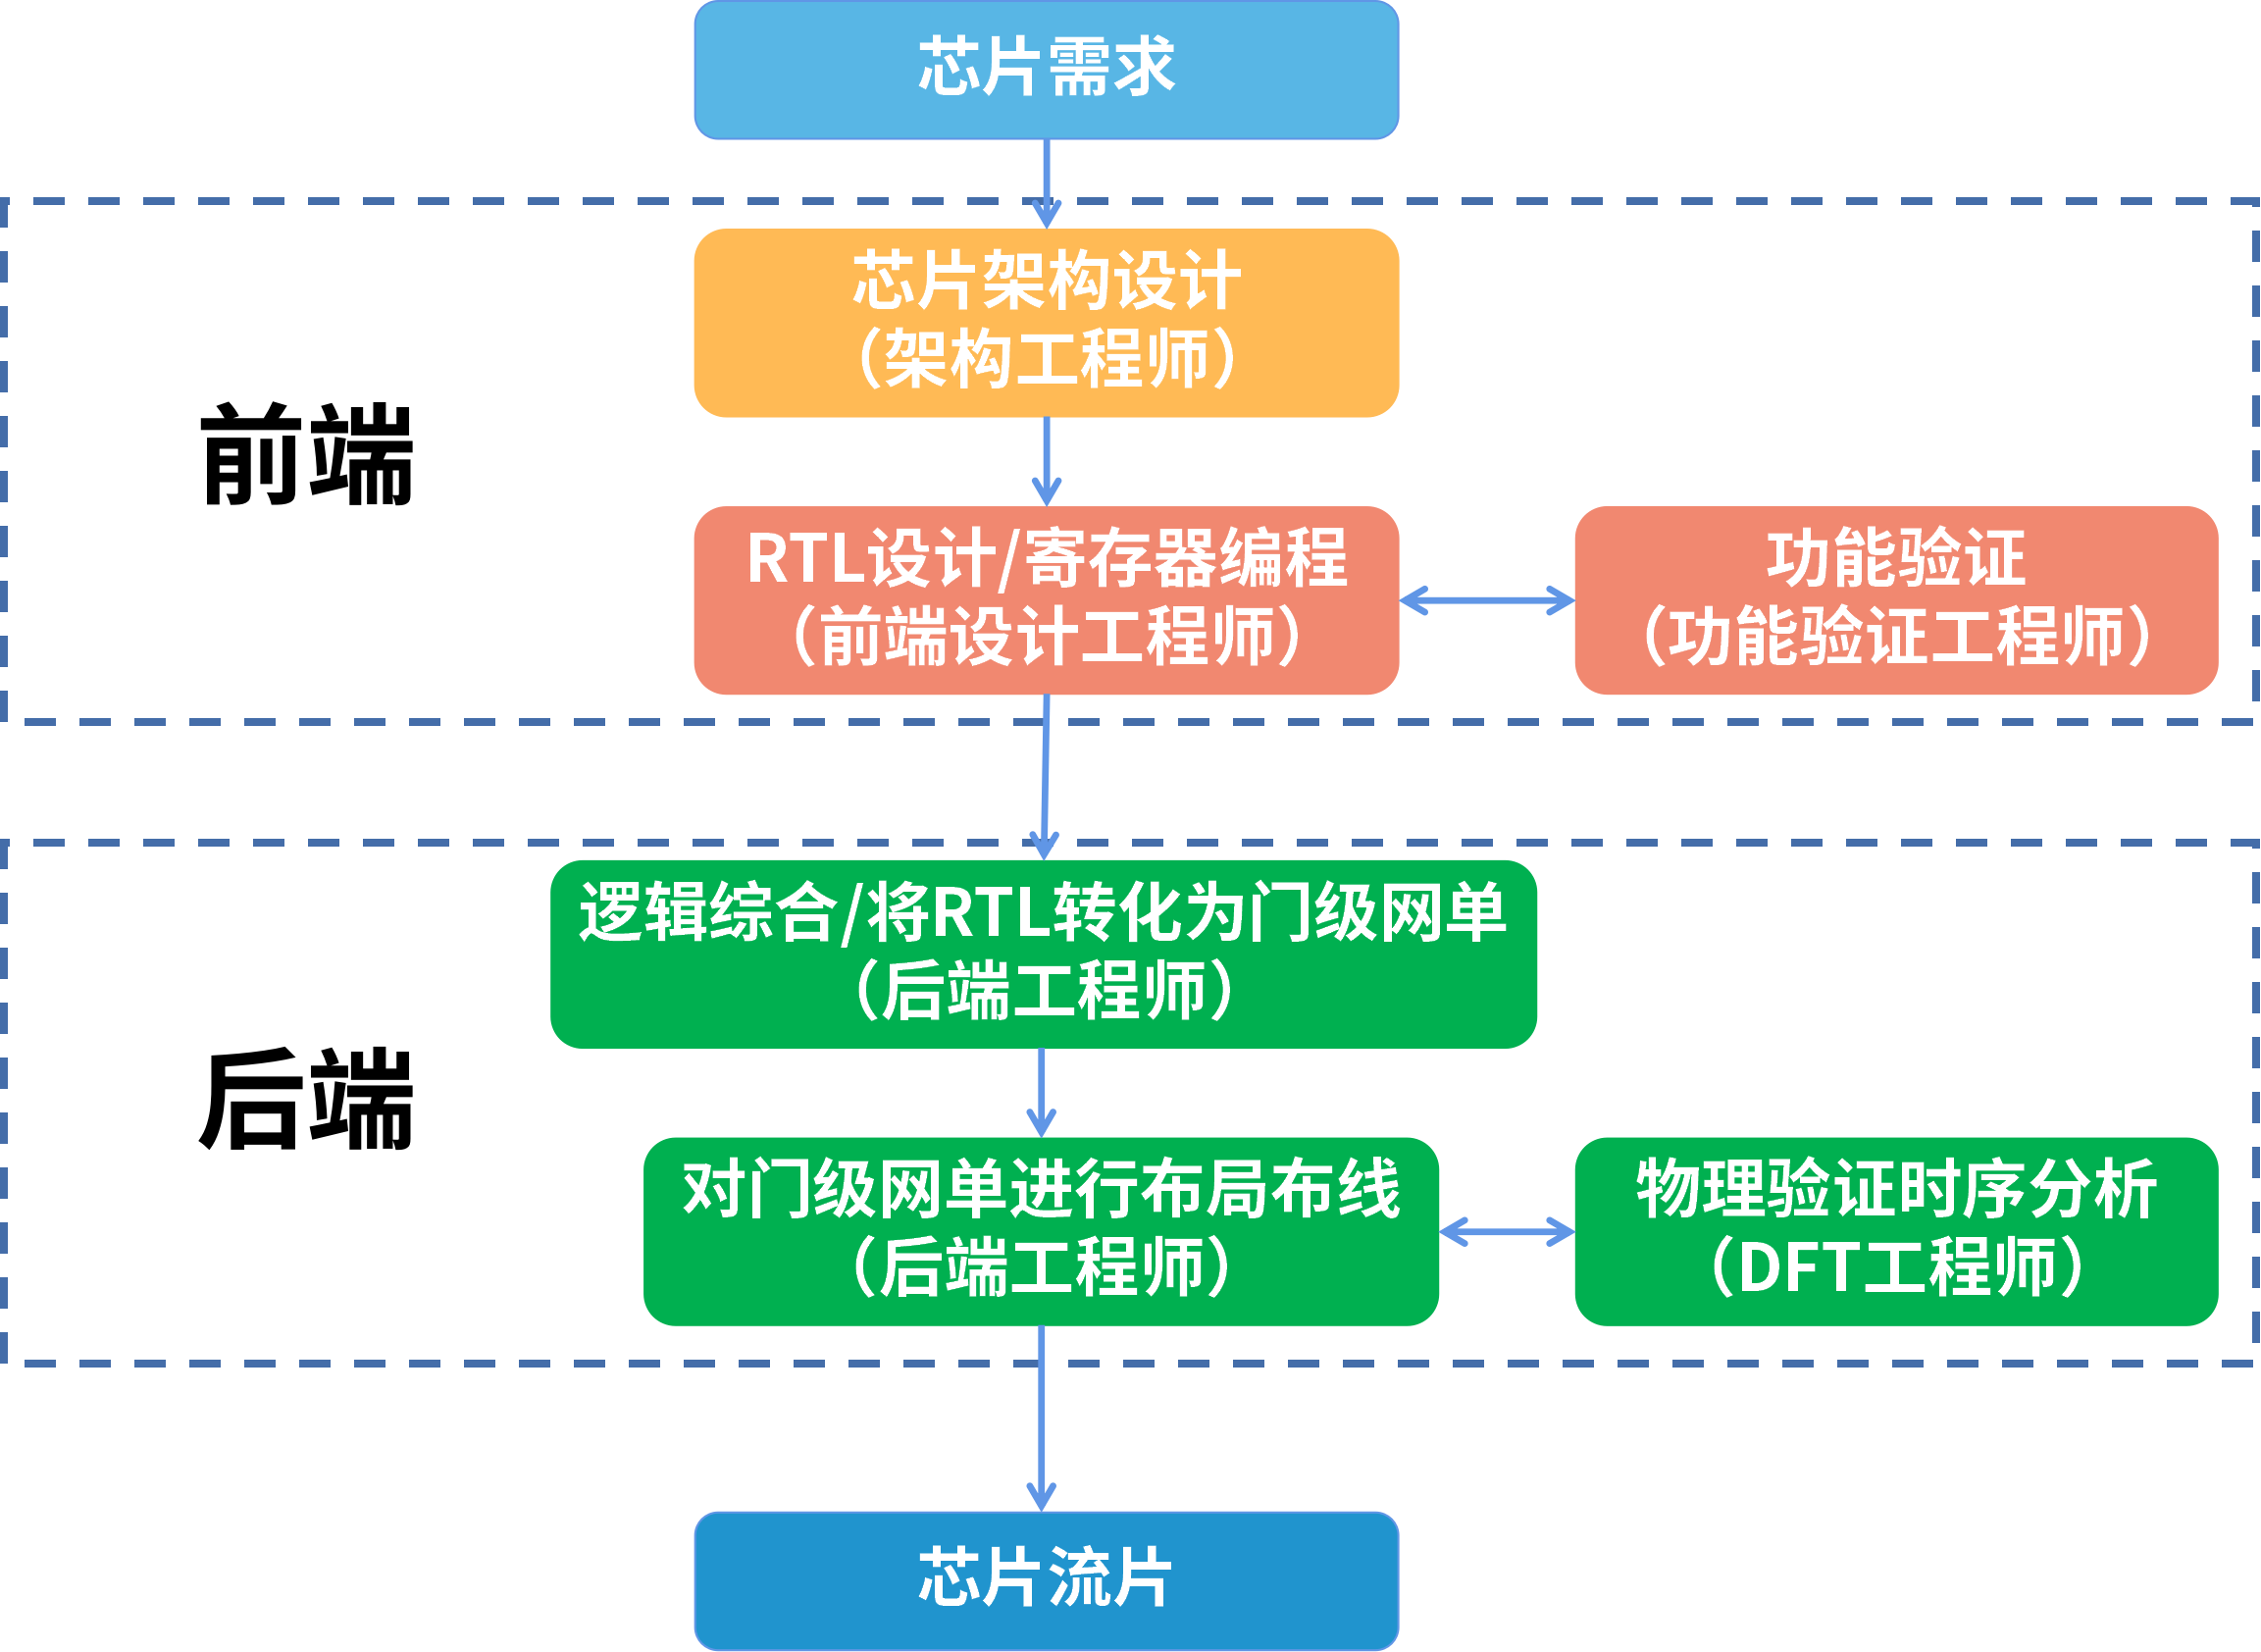 芯片需求
芯片架构设计
（架构工程师）
前端
RTL设计/寄存器编程
（前端设计工程师）
功能验证
（功能验证工程师）
逻辑综合/将RTL转化为门级网单
（后端工程师）
后端
对门级网单进行布局布线
（后端工程师）
物理验证时序分析
（DFT工程师）
芯片流片